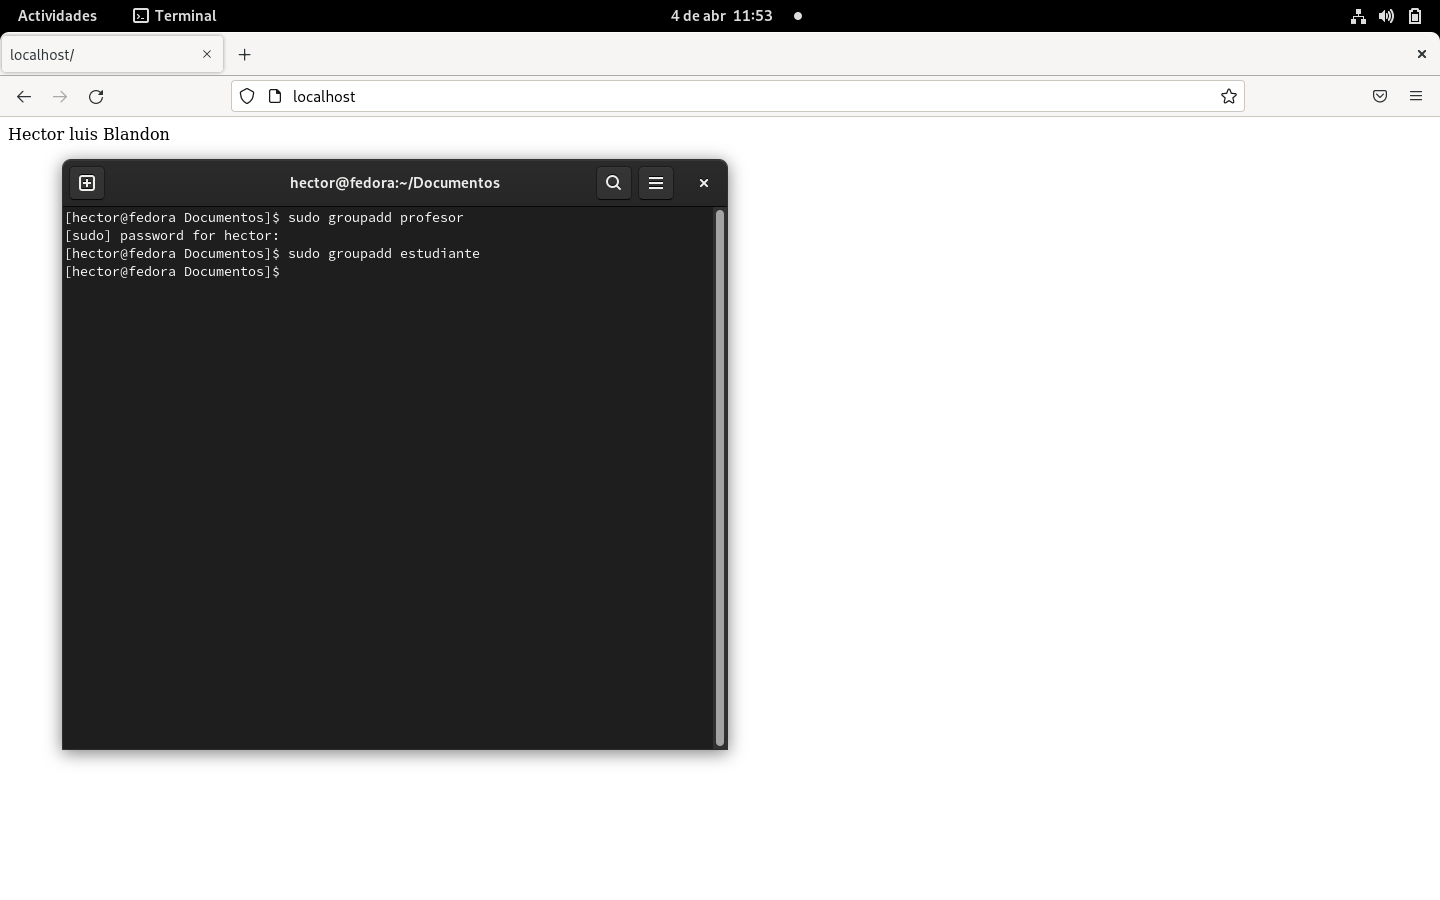 Actividades Terminal 4 de abr 11:53
localhost/
localhost
Hector luis Blandon
hector@fedora:~/Documentos
[hector@fedora Documentos]$ sudo groupadd profesor
[sudo] password for hector:
[hector@fedora Documentos]$ sudo groupadd estudiante
[hector@fedora Documentos]$